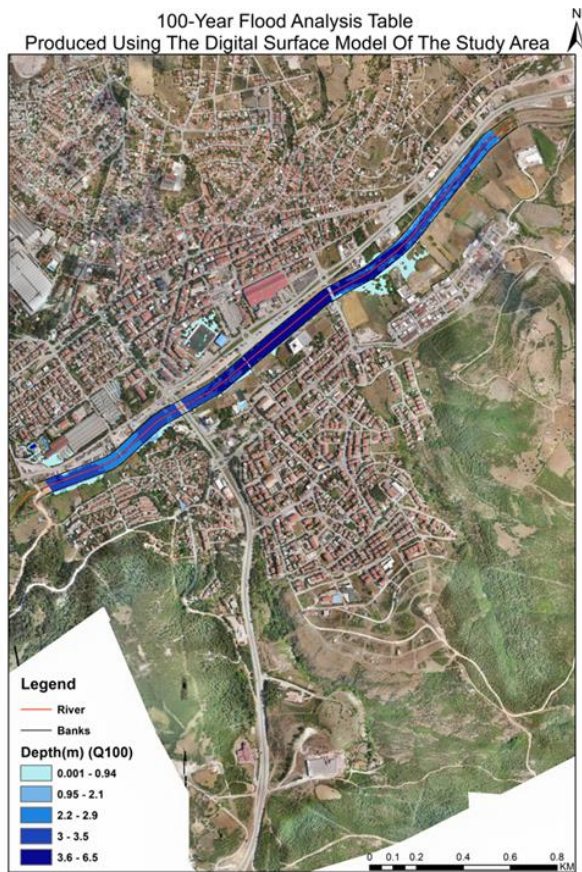 100-Year Flood Analysis Table
Produced Using The Digital Surface Model Of The Study Area
N
Legend
River
Banks
Depth(m) (Q100)
0.001 - 0.94
0.95 - 2.1
2.2 - 2.9
3 - 3.5
3.6 - 6.5
0 0.1 0.2 0.4 0.6 0.8
KM